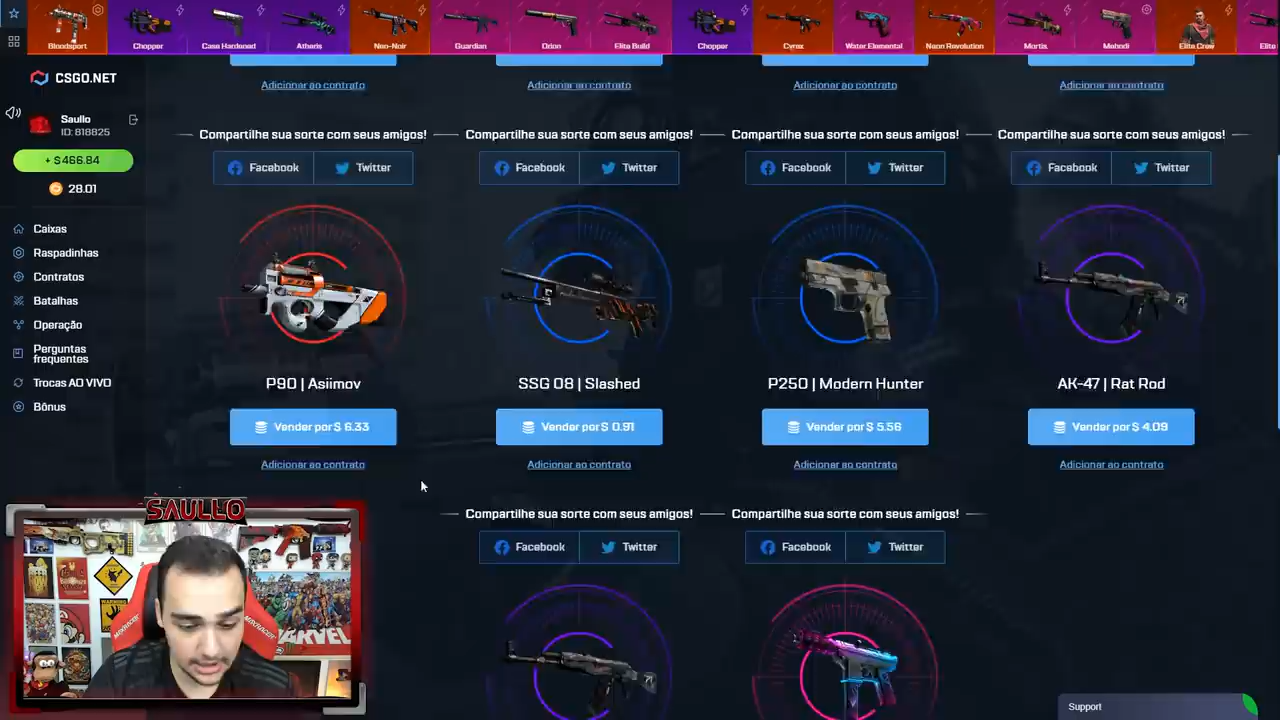 Bloodsport
Chopper
Case Hardened
Atheris
Neo-Noir
Guardian
Orion
Elite Build
Chopper
Cyrex
Water Elemental
Neon Revolution
Mortis
Mehndi
Elite Crew
Elite
CSGO.NET
Saullo
ID: 818825
+ $466.84
28.01
Caixas
Raspadinhas
Contratos
Batalhas
Operação
Perguntas
frequentes
Trocas AO VIVO
Bônus
Adicionar ao contrato
Adicionar ao contrato
Adicionar ao contrato
Adicionar ao contrato
Compartilhe sua sorte com seus amigos!
Compartilhe sua sorte com seus amigos!
Compartilhe sua sorte com seus amigos!
Compartilhe sua sorte com seus amigos!
Facebook
Twitter
Facebook
Twitter
Facebook
Twitter
Facebook
Twitter
P90 | Asiimov
SSG 08 | Slashed
P250 | Modern Hunter
AK-47 | Rat Rod
Vender por $ 6.33
Vender por $ 0.91
Vender por $ 5.56
Vender por $ 4.09
Adicionar ao contrato
Adicionar ao contrato
Adicionar ao contrato
Adicionar ao contrato
Compartilhe sua sorte com seus amigos!
Compartilhe sua sorte com seus amigos!
Facebook
Twitter
Facebook
Twitter
SAULLO
WARNING
MARVEL
Support